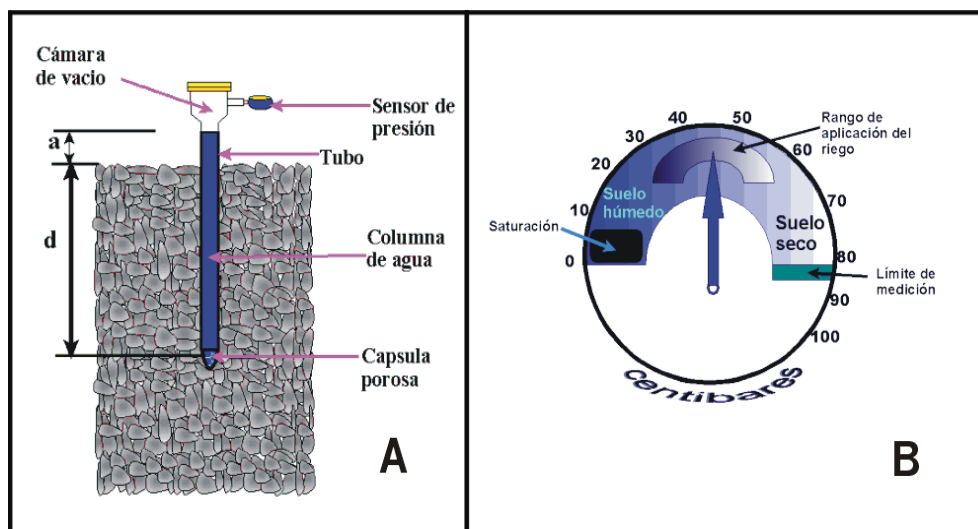 Cámara
de vacio
Sensor de
presión
a
Tubo
d
Columna
de agua
Capsula
porosa
A
0
10
20
30
40
50
60
70
80
90
100
Rango de
aplicación del
riego
Suelo
húmedo
Saturación
Suelo
seco
Límite de
medición
centibares
B